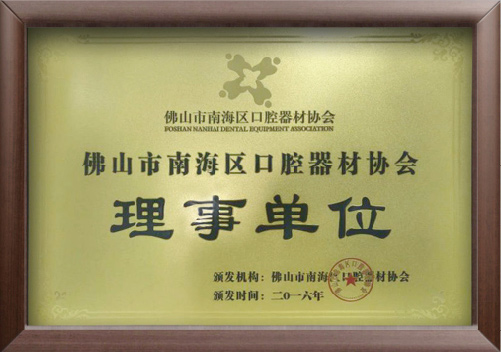 佛山市南海区口腔器材协会
FOSHAN NANHAI DENTAL EQUIPMENT ASSOCIATION
佛山市南海区口腔器材协会
理事单位
颁发机构：佛山市南海区口腔器材协会
颁发时间：二〇一六年